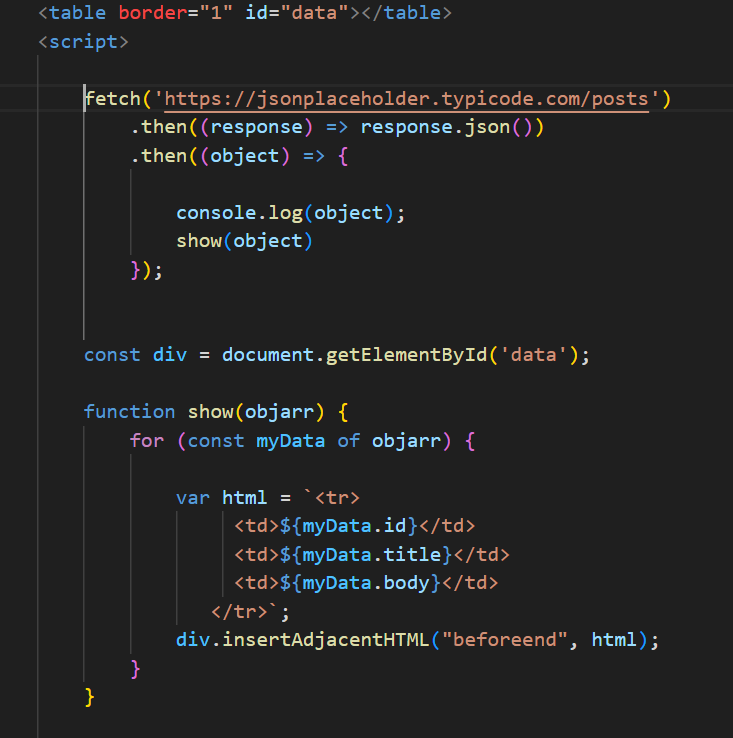 <table border="1" id="data"></table>
<script>
fetch('https://jsonplaceholder.typicode.com/posts')
.then((response) => response.json())
.then((object) => {
console.log(object);
show(object)
});
const div = document.getElementById('data');
function show(objarr) {
for (const myData of objarr) {
var html = `<tr>
<td>${myData.id}</td>
<td>${myData.title}</td>
<td>${myData.body}</td>
</tr>`;
div.insertAdjacentHTML("beforeend", html);
}
}